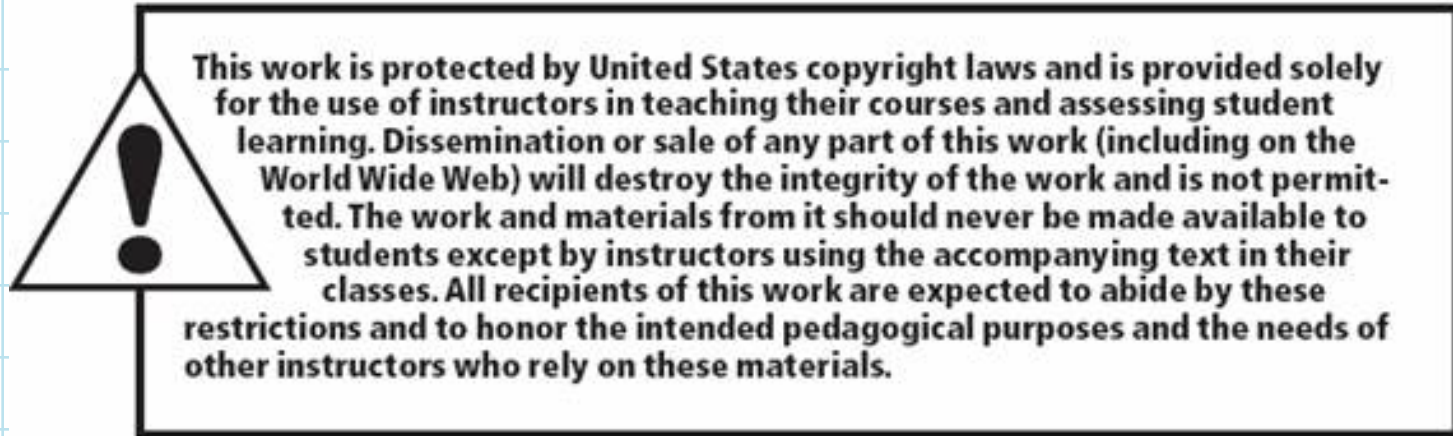 This work is protected by United States copyright laws and is provided solely
for the use of instructors in teaching their courses and assessing student
learning. Dissemination or sale of any part of this work (including on the
World Wide Web) will destroy the integrity of the work and is not permit-
ted. The work and materials from it should never be made available to
students except by instructors using the accompanying text in their
classes. All recipients of this work are expected to abide by these
restrictions and to honor the intended pedagogical purposes and the needs of
other instructors who rely on these materials.